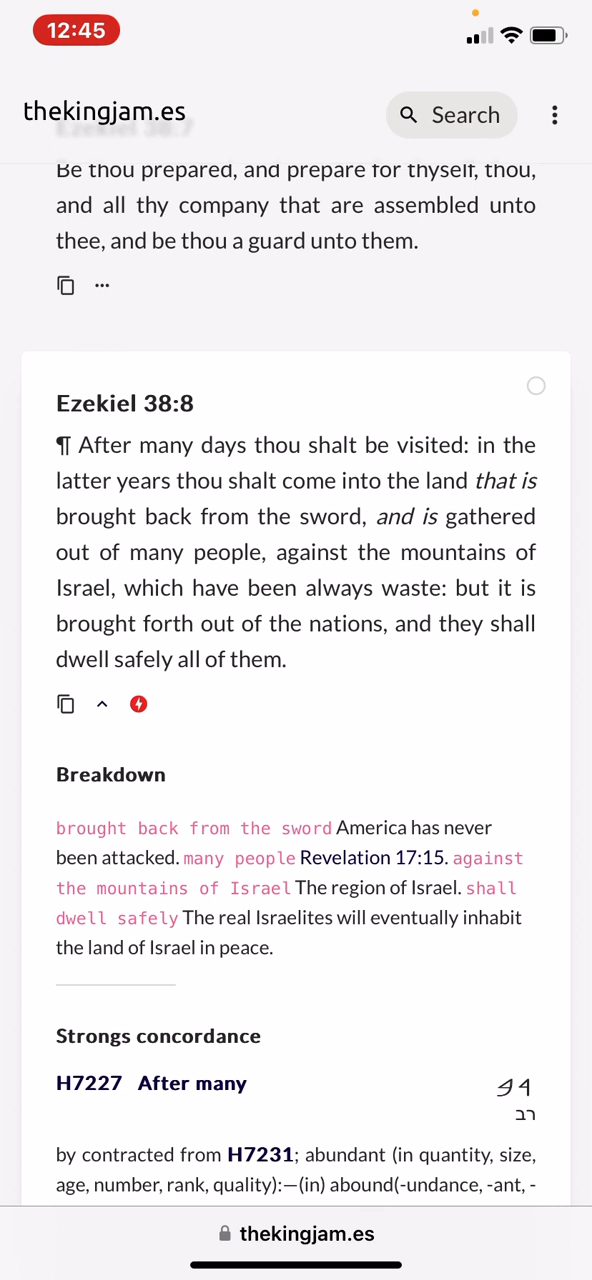 12:45
thekingjam.es
Search
Ezekiel 38:7
Be thou prepared, and prepare for thyself, thou,
and all thy company that are assembled unto
thee, and be thou a guard unto them.
Ezekiel 38:8
¶ After many days thou shalt be visited: in the
latter years thou shalt come into the land that is
brought back from the sword, and is gathered
out of many people, against the mountains of
Israel, which have been always waste: but it is
brought forth out of the nations, and they shall
dwell safely all of them.
Breakdown
brought back from the sword America has never
been attacked. many people Revelation 17:15. against
the mountains of Israel The region of Israel. shall
dwell safely The real Israelites will eventually inhabit
the land of Israel in peace.
Strongs concordance
H7227 After many
רב
by contracted from H7231; abundant (in quantity, size,
age, number, rank, quality):—(in) abound(-undance, -ant, -
thekingjam.es